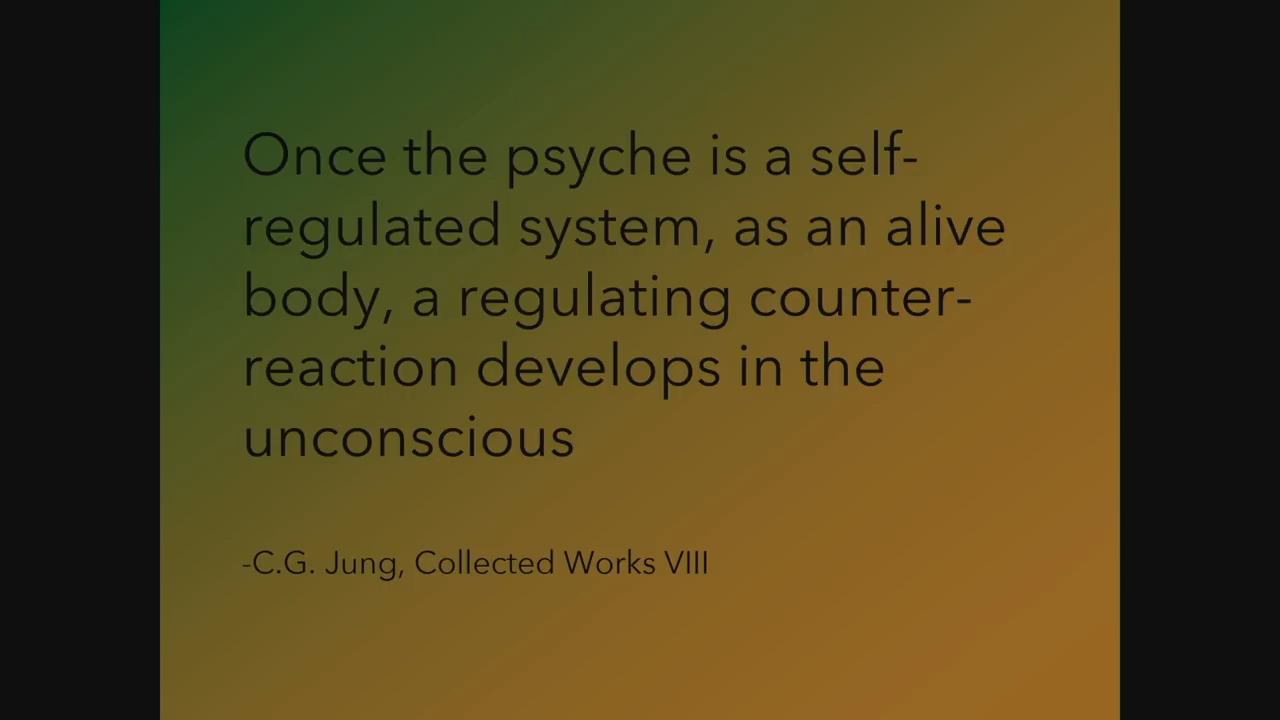 Once the psyche is a self-
regulated system, as an alive
body, a regulating counter-
reaction develops in the
unconscious
-C.G. Jung, Collected Works VIII